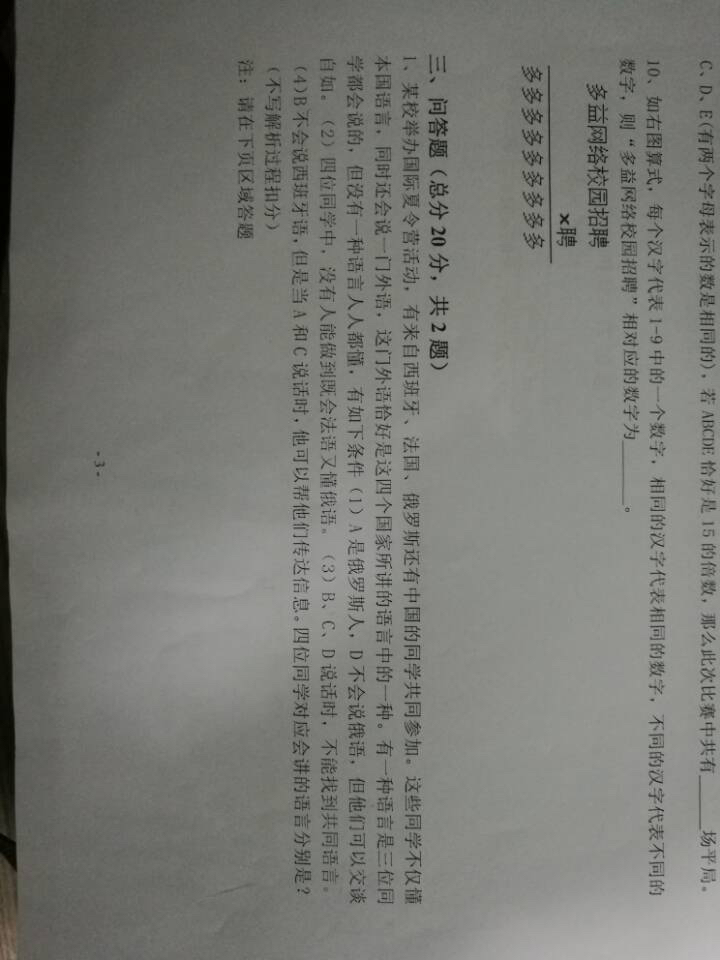 C、D、E(有两个字母表示的数是相同的)，若 ABCDE 恰好是 15 的倍数，那么此次比赛中共有_____场平局。
10、如右图算式，每个汉字代表 1-9 中的一个数字，相同的汉字代表相同的数字，不同的汉字代表不同的
数字，则“多益网络校园招聘”相对应的数字为_____。
多益网络校园招聘
×聘
多多多多多多多多多
三、问答题（总分 20 分，共 2 题）
1、某校举办国际夏令营活动，有来自西班牙、法国、俄罗斯还有中国的同学共同参加。这些同学不仅懂
本国语言，同时还会说一门外语，这门外语恰好是这四个国家所讲的语言中的一种。有一种语言是三位同
学都会说的，但没有一种语言人人都懂，有如下条件（1）A 是俄罗斯人，D 不会说俄语，但他们可以交谈
自如。（2）四位同学中，没有人能做到既会法语又懂俄语。（3）B、C、D 说话时，不能找到共同语言。
（4)B 不会说西班牙语,但是当 A 和 C 说话时,他可以帮他们传达信息。四位同学对应会讲的语言分别是？
（不写解析过程扣分）
注：请在下页区域答题
- 3 -